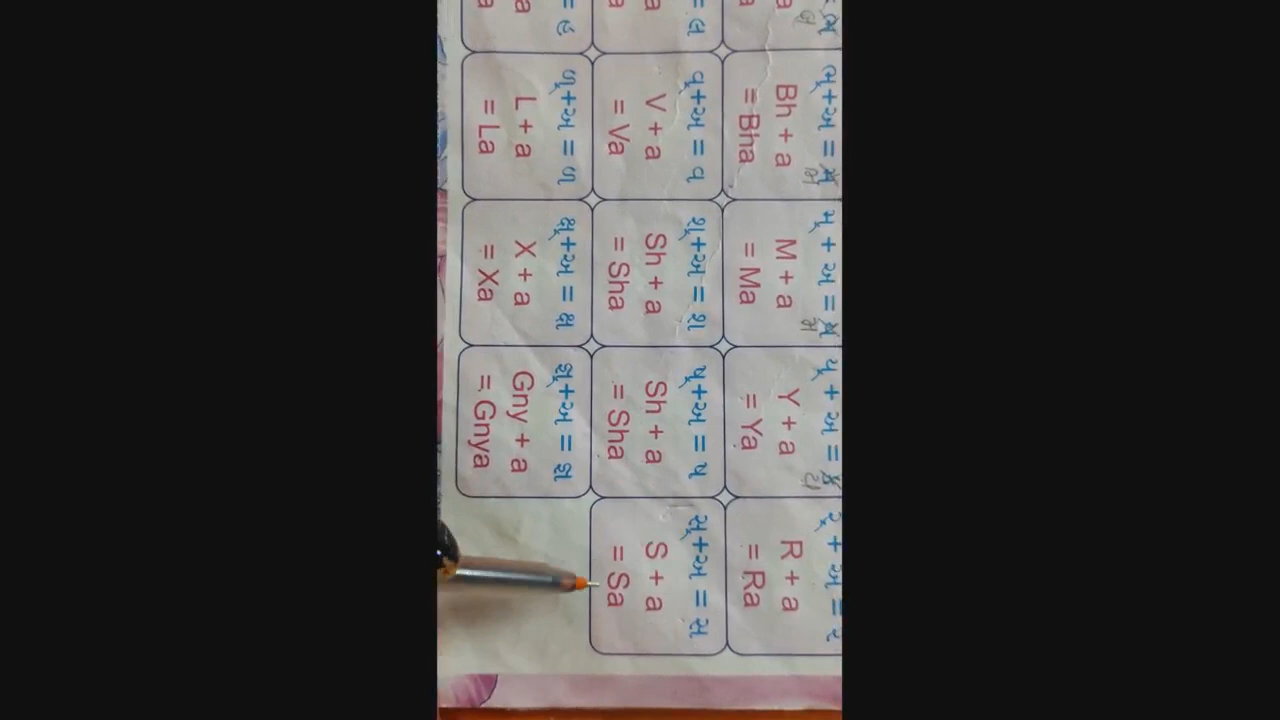 ભ્+અ =
Bh + a
= Bha
મ્ + અ =
M + a
= Ma
ય્ + અ =
Y + a
= Ya
ર્ + અ = ર
R + a
= Ra
= લ
a
a
વ્+અ = વ
V + a
= Va
શ્+અ = શ
Sh + a
= Sha
ષ્+અ = ષ
Sh + a
= Sha
સ્+અ = સ
S + a
= Sa
= હ
a
a
ળ્+અ = ળ
L + a
= La
ક્ષ્+અ = ક્ષ
X + a
= Xa
જ્ઞ્+અ = જ્ઞ
Gny + a
= Gnya